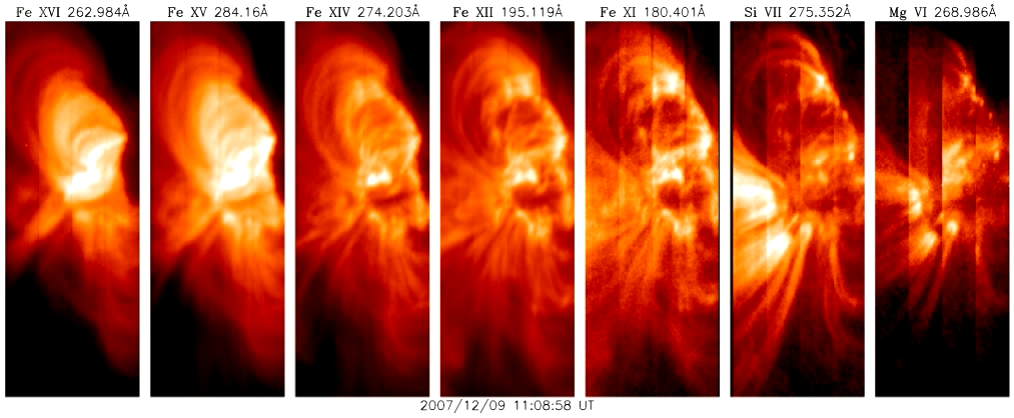 Fe XVI 262.984Å Fe XV 284.16Å Fe XIV 274.203Å Fe XII 195.119Å Fe XI 180.401Å Si VII 275.352Å Mg VI 268.986Å
2007/12/09 11:08:58 UT